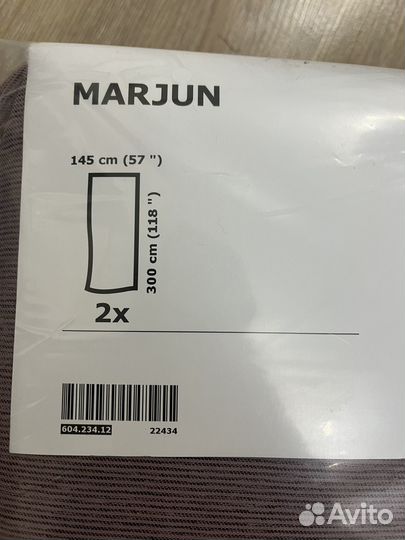 MARJUN
145 cm (57 ")
300 cm (118 ")
2x
604.234.12 22434
Avito